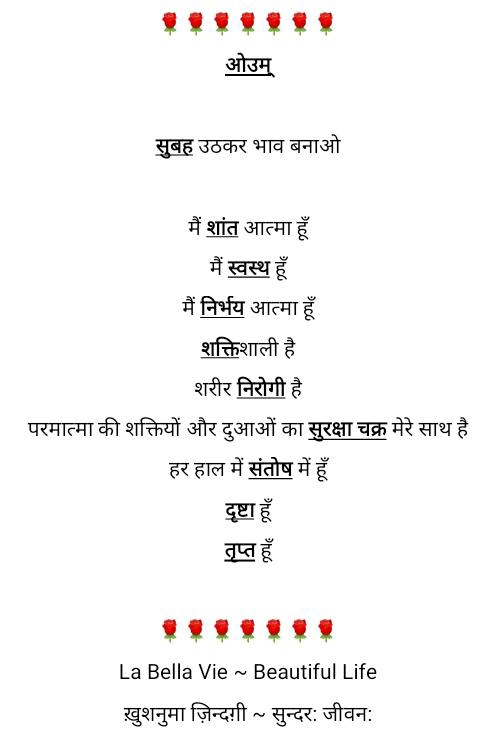 🌹 🌹 🌹 🌹 🌹 🌹 🌹
ओउम्
सुबह उठकर भाव बनाओ
मैं शांत आत्मा हूँ
मैं स्वस्थ हूँ
मैं निर्भय आत्मा हूँ
शक्तिशाली है
शरीर निरोगी है
परमात्मा की शक्तियों और दुआओं का सुरक्षा चक्र मेरे साथ है
हर हाल में संतोष में हूँ
दृष्टा हूँ
तृप्त हूँ
🌹 🌹 🌹 🌹 🌹 🌹 🌹
La Bella Vie ~ Beautiful Life
ख़ुशनुमा ज़िन्दग़ी ~ सुन्दर: जीवन: